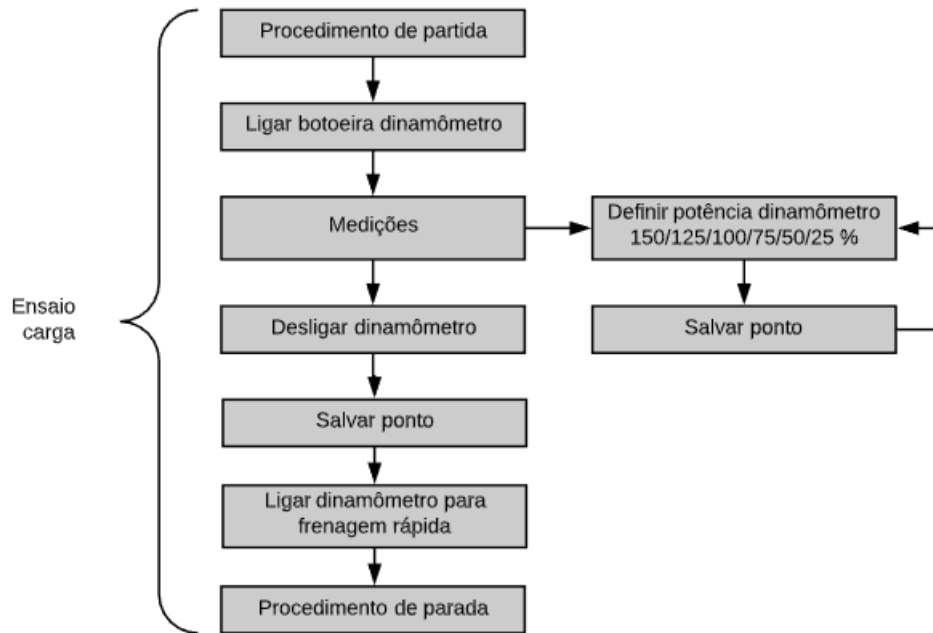 Ensaio
carga
Procedimento de partida
Ligar botoeira dinamômetro
Medições
Definir potência dinamômetro
150/125/100/75/50/25 %
Desligar dinamômetro
Salvar ponto
Salvar ponto
Ligar dinamômetro para
frenagem rápida
Procedimento de parada